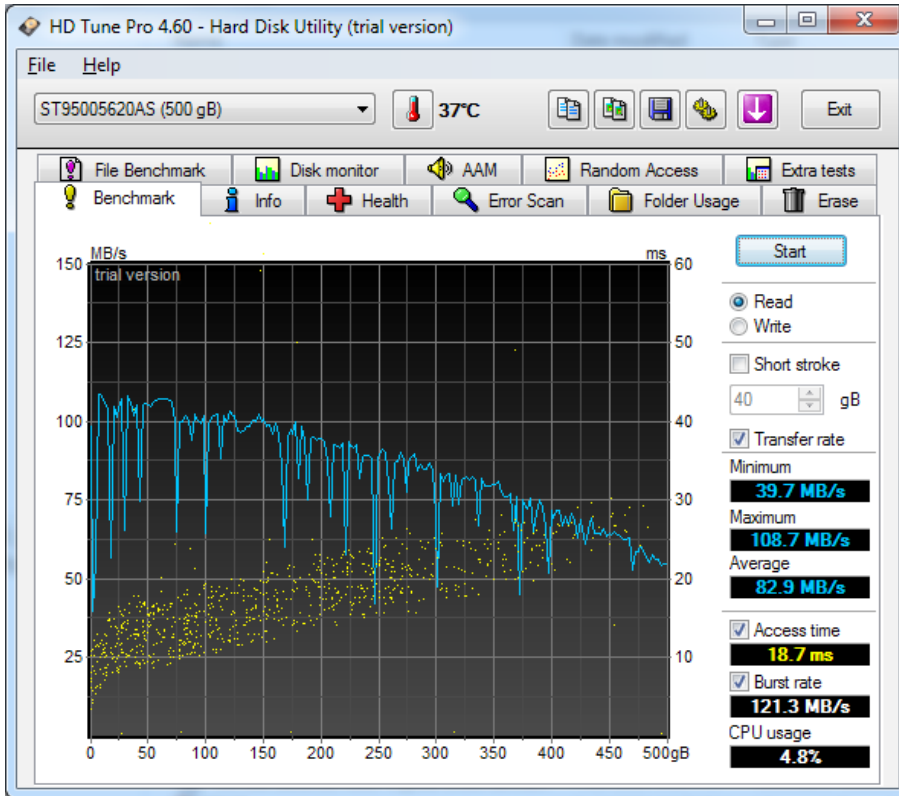 HD Tune Pro 4.60 - Hard Disk Utility (trial version)
File Help
ST95005620AS (500 gB) 37°C Exit
File Benchmark Disk monitor AAM Random Access Extra tests
Benchmark Info Health Error Scan Folder Usage Erase
MB/s ms
trial version
150
125
100
75
50
25
60
50
40
30
20
10
0 50 100 150 200 250 300 350 400 450 500gB
Start
Read
Write
Short stroke
40 gB
Transfer rate
Minimum
39.7 MB/s
Maximum
108.7 MB/s
Average
82.9 MB/s
Access time
18.7 ms
Burst rate
121.3 MB/s
CPU usage
4.8%